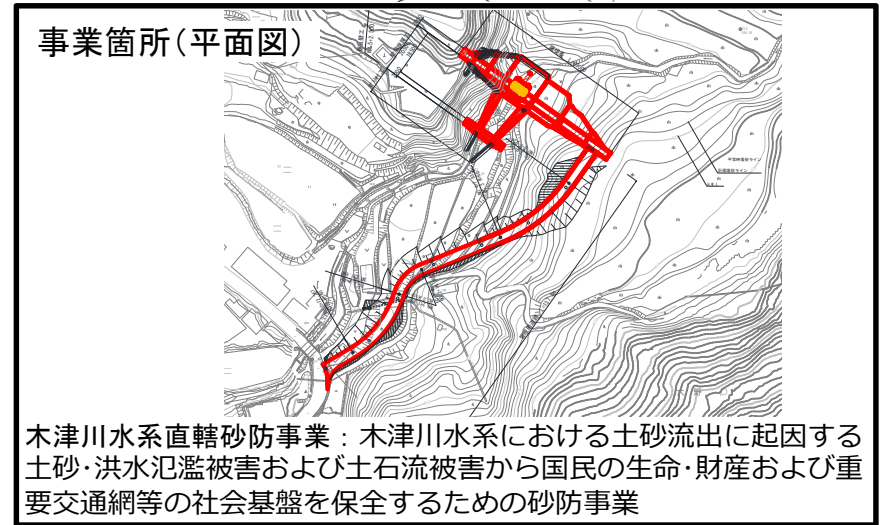 事業箇所(平面図)
木津川水系直轄砂防事業：木津川水系における土砂流出に起因する
土砂･洪水氾濫被害および土石流被害から国民の生命･財産および重
要交通網等の社会基盤を保全するための砂防事業